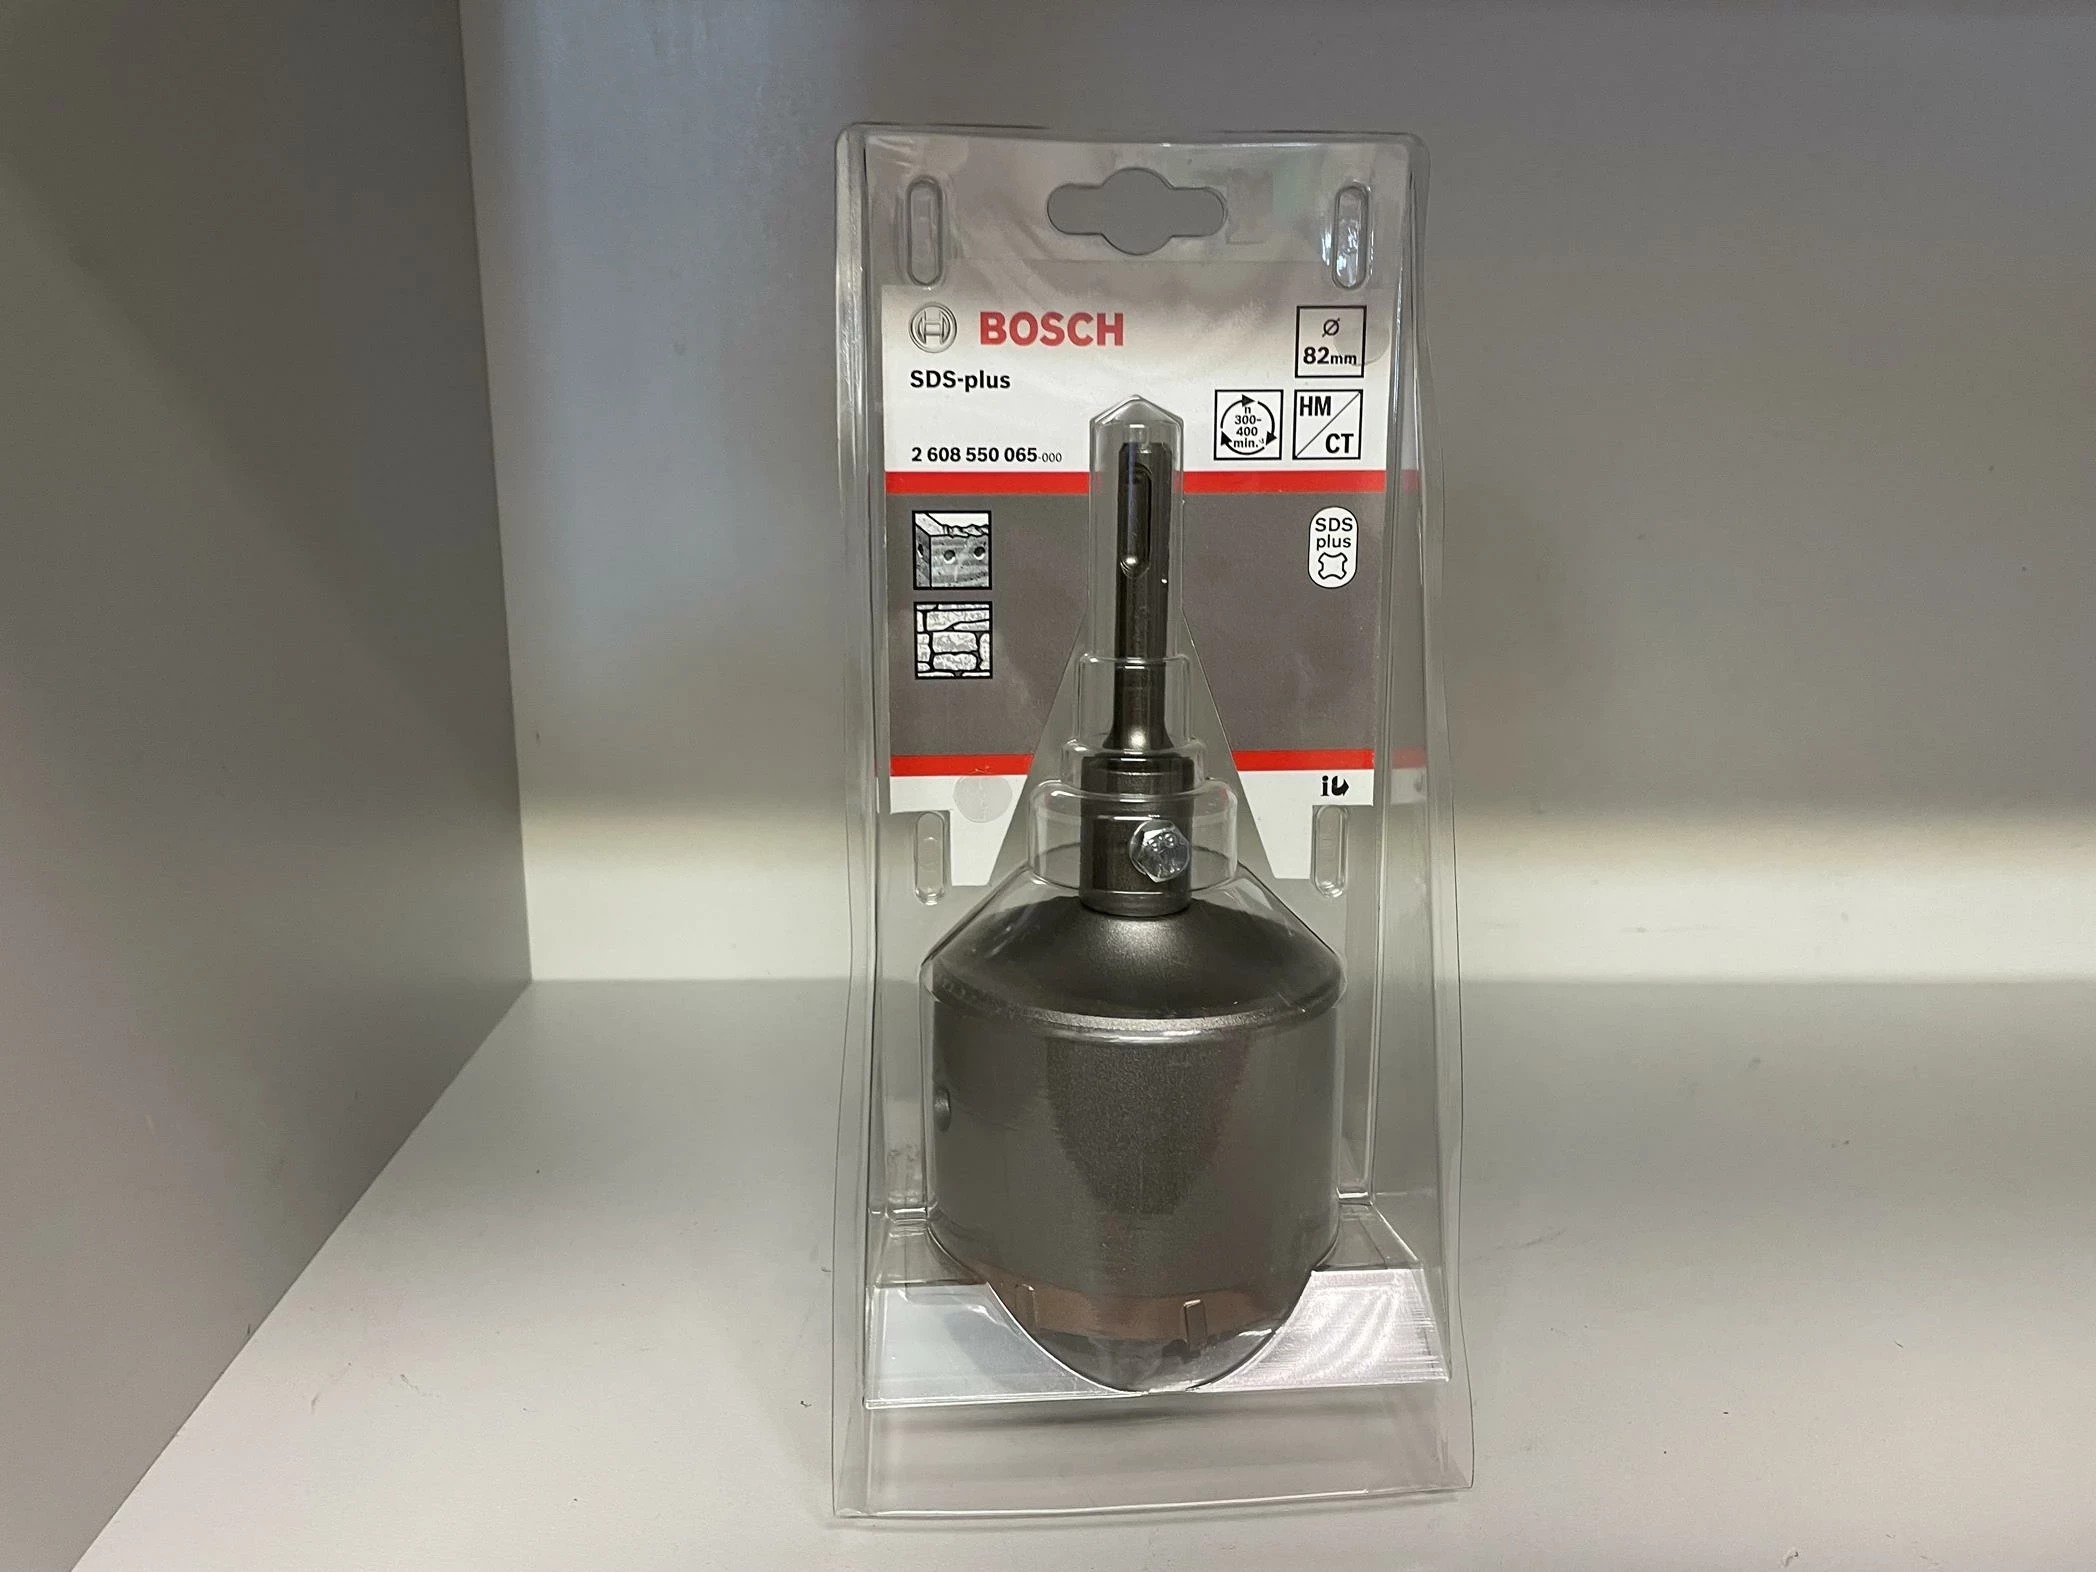 BOSCH
SDS-plus
2 608 550 065-000
Ø
82mm
n
300-
400
min.-1
HM
CT
SDS
plus